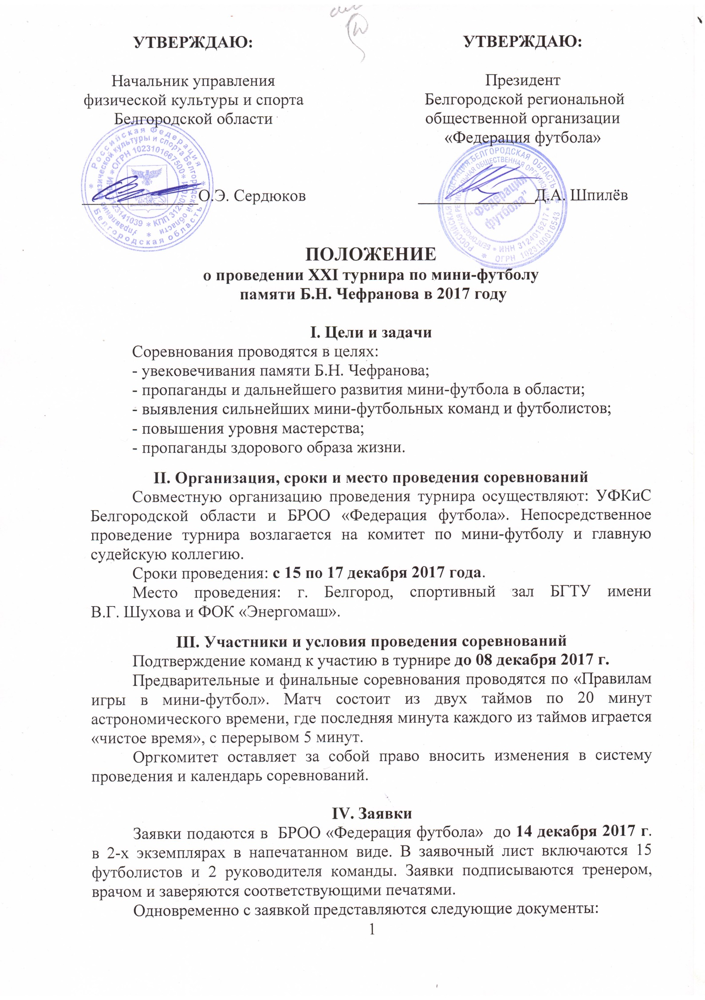 УТВЕРЖДАЮ:
Начальник управления
физической культуры и спорта
Белгородской области
О.Э. Сердюков
Российская Федерация
Белгородская область
Управление физической культуры и спорта Белгородской области
ОГРН 1023101667500
ИНН 3123141039 * КПП 312301001
УТВЕРЖДАЮ:
Президент
Белгородской региональной
общественной организации
«Федерация футбола»
Д.А. Шпилёв
РОССИЙСКАЯ ФЕДЕРАЦИЯ. БЕЛГОРОДСКАЯ ОБЛАСТЬ
ОГРН 1023100016543
БЕЛГОРОДСКАЯ РЕГИОНАЛЬНАЯ ОБЩЕСТВЕННАЯ ОРГАНИЗАЦИЯ
ИНН 3124016217
“Федерация
футбола”
ПОЛОЖЕНИЕ
о проведении XXI турнира по мини-футболу
памяти Б.Н. Чефранова в 2017 году
I. Цели и задачи
Соревнования проводятся в целях:
- увековечивания памяти Б.Н. Чефранова;
- пропаганды и дальнейшего развития мини-футбола в области;
- выявления сильнейших мини-футбольных команд и футболистов;
- повышения уровня мастерства;
- пропаганды здорового образа жизни.
II. Организация, сроки и место проведения соревнований
Совместную организацию проведения турнира осуществляют: УФКиС
Белгородской области и БРОО «Федерация футбола». Непосредственное
проведение турнира возлагается на комитет по мини-футболу и главную
судейскую коллегию.
Сроки проведения: с 15 по 17 декабря 2017 года.
Место проведения: г. Белгород, спортивный зал БГТУ имени
В.Г. Шухова и ФОК «Энергомаш».
III. Участники и условия проведения соревнований
Подтверждение команд к участию в турнире до 08 декабря 2017 г.
Предварительные и финальные соревнования проводятся по «Правилам
игры в мини-футбол». Матч состоит из двух таймов по 20 минут
астрономического времени, где последняя минута каждого из таймов играется
«чистое время», с перерывом 5 минут.
Оргкомитет оставляет за собой право вносить изменения в систему
проведения и календарь соревнований.
IV. Заявки
Заявки подаются в БРОО «Федерация футбола» до 14 декабря 2017 г.
в 2-х экземплярах в напечатанном виде. В заявочный лист включаются 15
футболистов и 2 руководителя команды. Заявки подписываются тренером,
врачом и заверяются соответствующими печатями.
Одновременно с заявкой представляются следующие документы:
1